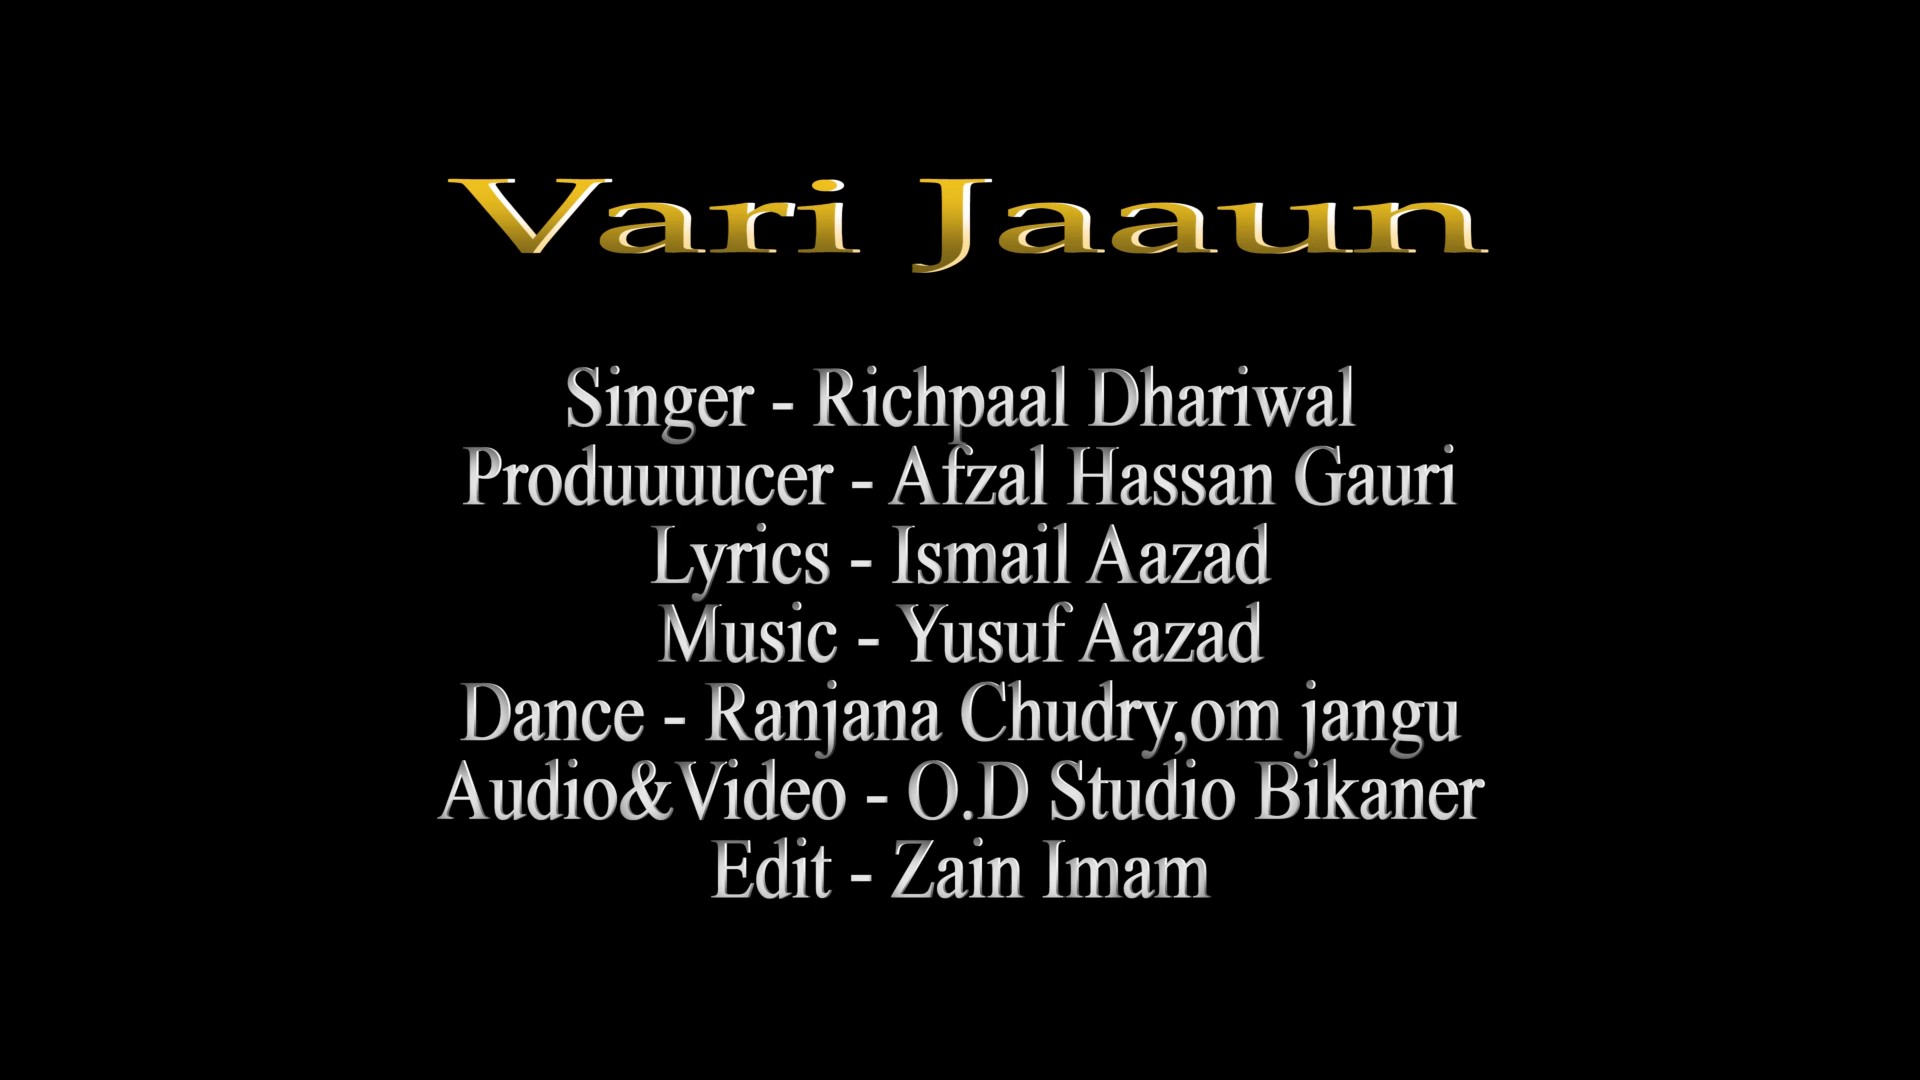 Vari Jaaun
Singer - Richpaal Dhariwal
Produuuucer - Afzal Hassan Gauri
Lyrics - Ismail Aazad
Music - Yusuf Aazad
Dance - Ranjana Chudry,om jangu
Audio&Video - O.D Studio Bikaner
Edit - Zain Imam